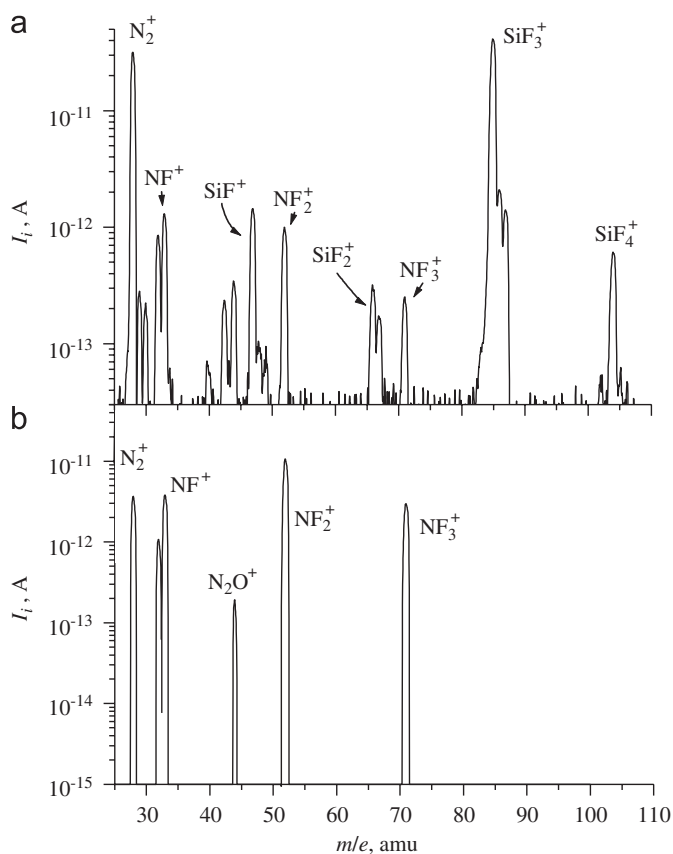 a
N₂⁺
SiF₃⁺
10⁻¹¹
NF⁺
SiF⁺
NF₂⁺
10⁻¹²
SiF₂⁺
NF₃⁺
SiF₄⁺
10⁻¹³
I_i, A
b
10⁻¹¹
N₂⁺
NF⁺
NF₂⁺
NF₃⁺
10⁻¹²
N₂O⁺
10⁻¹³
10⁻¹⁴
10⁻¹⁵
I_i, A
30 40 50 60 70 80 90 100 110
m/e, amu